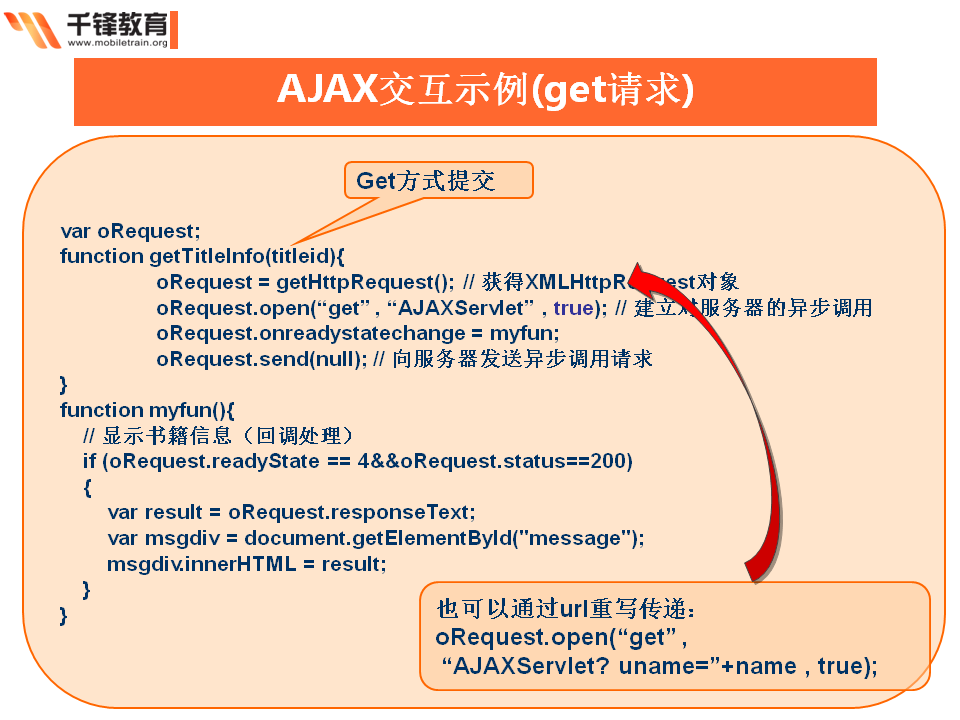 千锋教育
www.mobiletrain.org
AJAX交互示例(get请求)
Get方式提交
var oRequest;
function getTitleInfo(titleid){
oRequest = getHttpRequest(); // 获得XMLHttpRequest对象
oRequest.open(“get” , “AJAXServlet” , true); // 建立对服务器的异步调用
oRequest.onreadystatechange = myfun;
oRequest.send(null); // 向服务器发送异步调用请求
}
function myfun(){
// 显示书籍信息（回调处理）
if (oRequest.readyState == 4&&oRequest.status==200)
{
var result = oRequest.responseText;
var msgdiv = document.getElementById("message");
msgdiv.innerHTML = result;
}
}
也可以通过url重写传递：
oRequest.open(“get” ,
“AJAXServlet? uname=”+name , true);